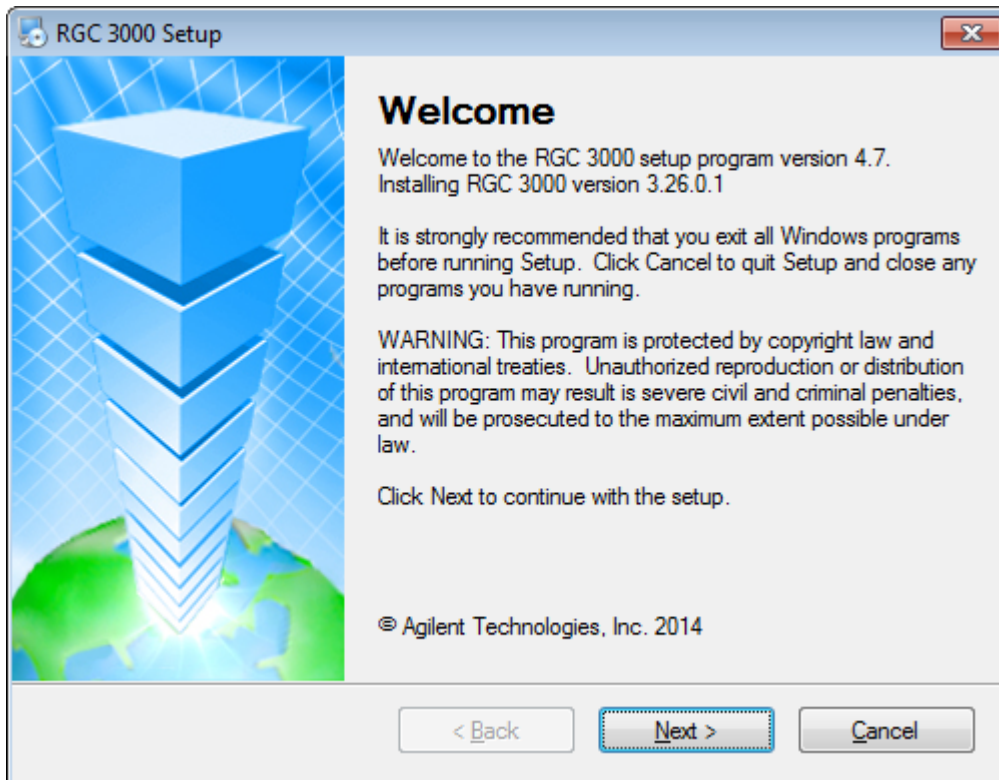 RGC 3000 Setup
Welcome
Welcome to the RGC 3000 setup program version 4.7.
Installing RGC 3000 version 3.26.0.1
It is strongly recommended that you exit all Windows programs
before running Setup.  Click Cancel to quit Setup and close any
programs you have running.
WARNING: This program is protected by copyright law and
international treaties.  Unauthorized reproduction or distribution
of this program may result is severe civil and criminal penalties,
and will be prosecuted to the maximum extent possible under
law.
Click Next to continue with the setup.
© Agilent Technologies, Inc. 2014
< Back
Next >
Cancel